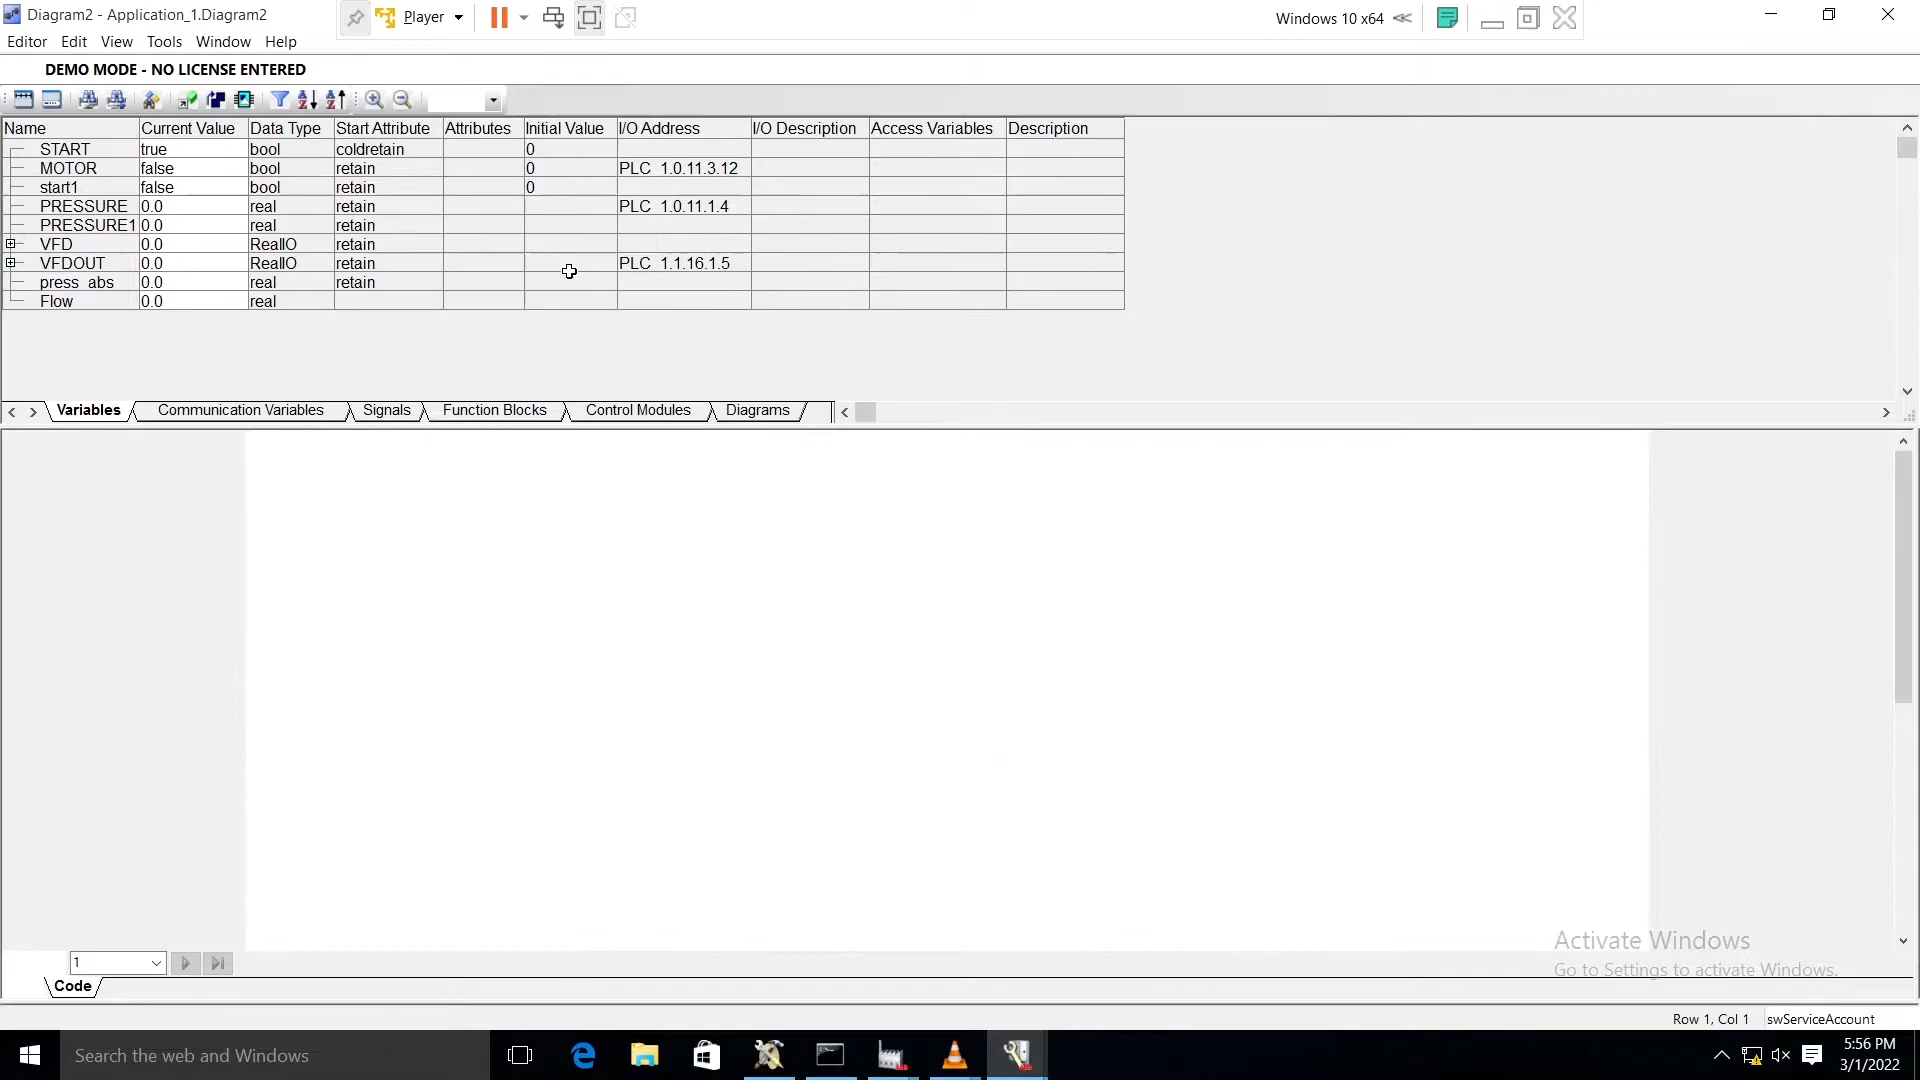 Diagram2 - Application_1.Diagram2
Player
Windows 10 x64
Editor Edit View Tools Window Help
DEMO MODE - NO LICENSE ENTERED
Name Current Value Data Type Start Attribute Attributes Initial Value I/O Address I/O Description Access Variables Description
START true bool coldretain 0
MOTOR false bool retain 0 PLC_1.0.11.3.12
start1 false bool retain 0
PRESSURE 0.0 real retain PLC_1.0.11.1.4
PRESSURE1 0.0 real retain
VFD 0.0 RealIO retain
VFDOUT 0.0 RealIO retain PLC_1.1.16.1.5
press_abs 0.0 real retain
Flow 0.0 real
Variables Communication Variables Signals Function Blocks Control Modules Diagrams
1
Code
Activate Windows
Go to Settings to activate Windows.
Row 1, Col 1 swServiceAccount
Search the web and Windows
5:56 PM
3/1/2022